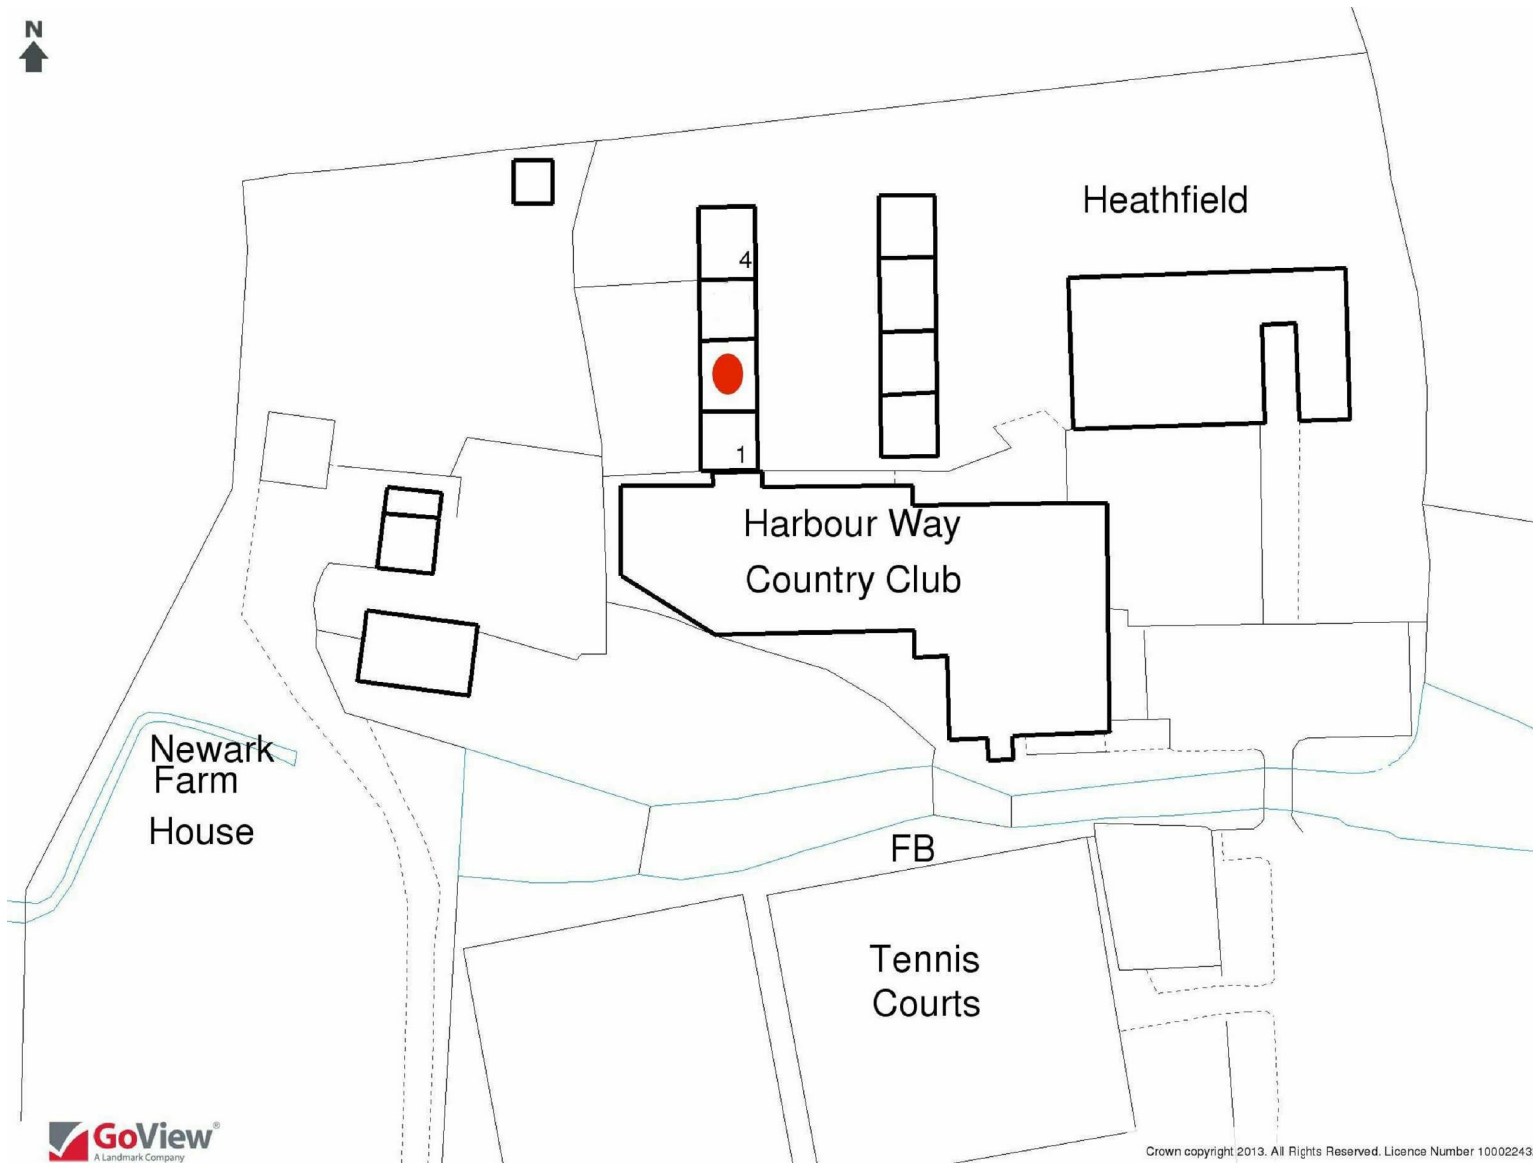 N
Heathfield
4
1
Harbour Way
Country Club
Newark
Farm
House
FB
Tennis
Courts
GoView®
A Landmark Company
Crown copyright 2013. All Rights Reserved. Licence Number 10002243